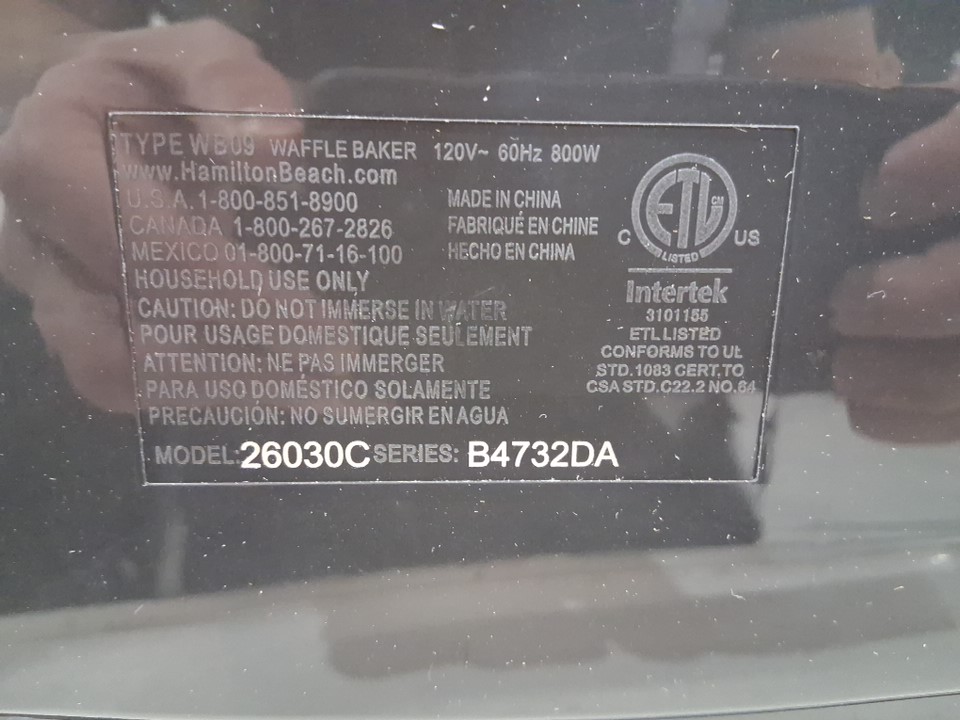 TYPE WB09 WAFFLE BAKER 120V~ 60Hz 800W
www.HamiltonBeach.com
U.S.A. 1-800-851-8900
CANADA 1-800-267-2826
MEXICO 01-800-71-16-100
MADE IN CHINA
FABRIQUÉ EN CHINE
HECHO EN CHINA
HOUSEHOLD USE ONLY
CAUTION: DO NOT IMMERSE IN WATER
POUR USAGE DOMESTIQUE SEULEMENT
ATTENTION: NE PAS IMMERGER
PARA USO DOMÉSTICO SOLAMENTE
PRECAUCIÓN: NO SUMERGIR EN AGUA
MODEL: 26030C SERIES: B4732DA
ETL CM
C US
LISTED
Intertek
3101155
ETL LISTED
CONFORMS TO UL
STD. 1083 CERT. TO
CSA STD. C22.2 NO. 64